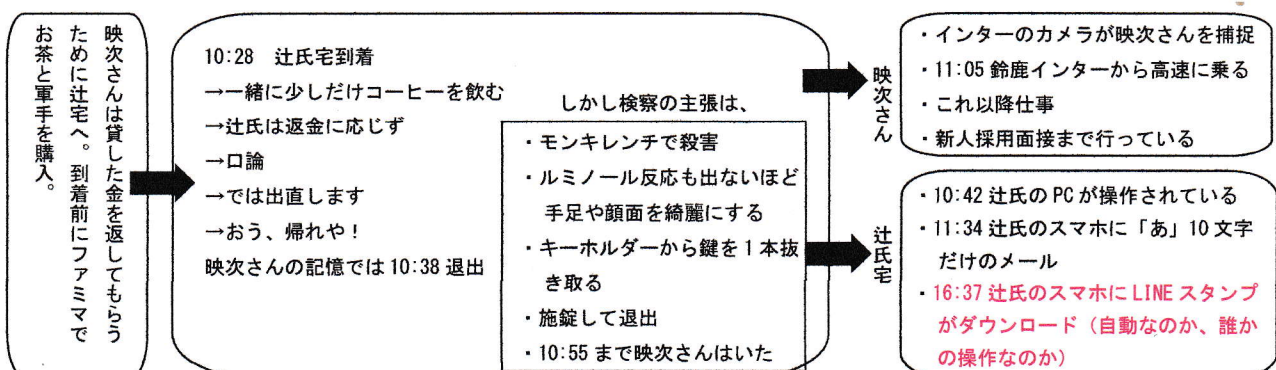 映次さんは貸した金を返してもらう
ために辻宅へ。到着前にファミマで
お茶と軍手を購入。
10:28 辻氏宅到着
→一緒に少しだけコーヒーを飲む
→辻氏は返金に応じず
→口論
→では出直します
→おう、帰れや！
映次さんの記憶では10:38退出
しかし検察の主張は、
・モンキレンチで殺害
・ルミノール反応も出ないほど
手足や顔面を綺麗にする
・キーホルダーから鍵を1本抜
き取る
・施錠して退出
・10:55まで映次さんはいた
映次さん
・インターのカメラが映次さんを捕捉
・11:05 鈴鹿インターから高速に乗る
・これ以降仕事
・新人採用面接まで行っている
辻氏宅
・10:42 辻氏のPCが操作されている
・11:34 辻氏のスマホに「あ」10文字
だけのメール
・16:37 辻氏のスマホにLINEスタンプ
がダウンロード（自動なのか、誰か
の操作なのか）